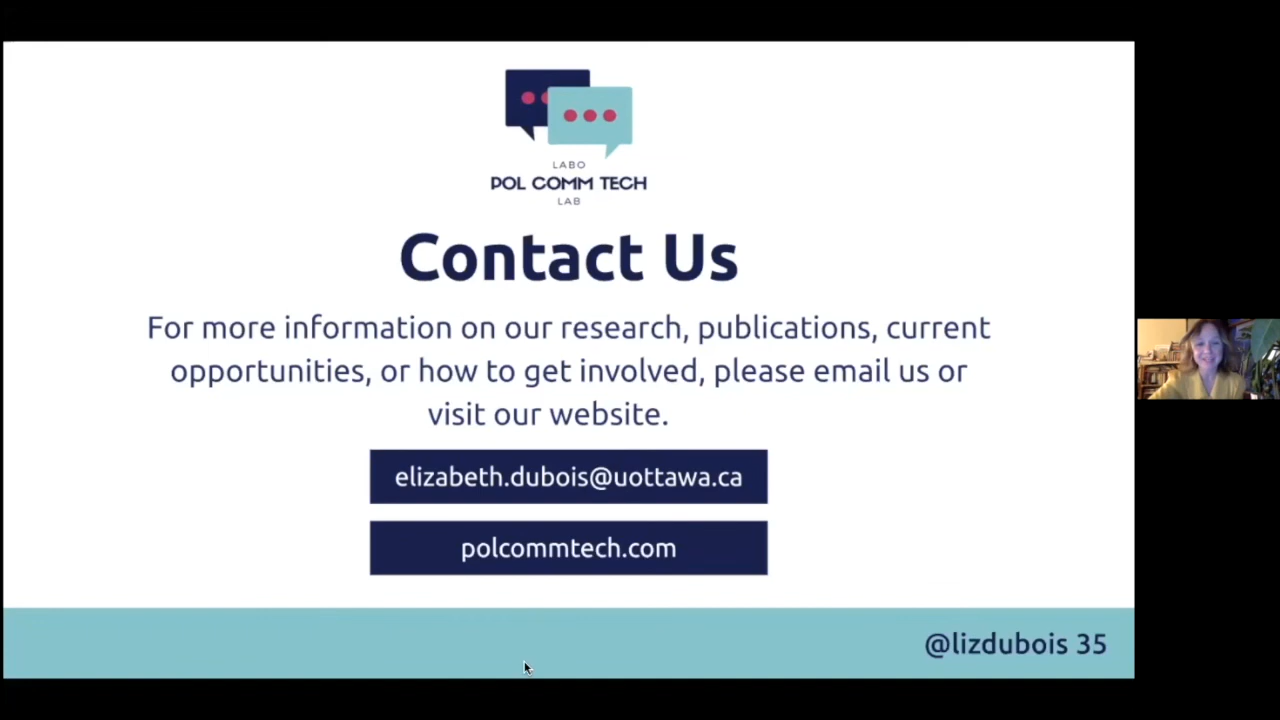 LABO
POL COMM TECH
LAB
Contact Us
For more information on our research, publications, current
opportunities, or how to get involved, please email us or
visit our website.
elizabeth.dubois@uottawa.ca
polcommtech.com
@lizdubois 35